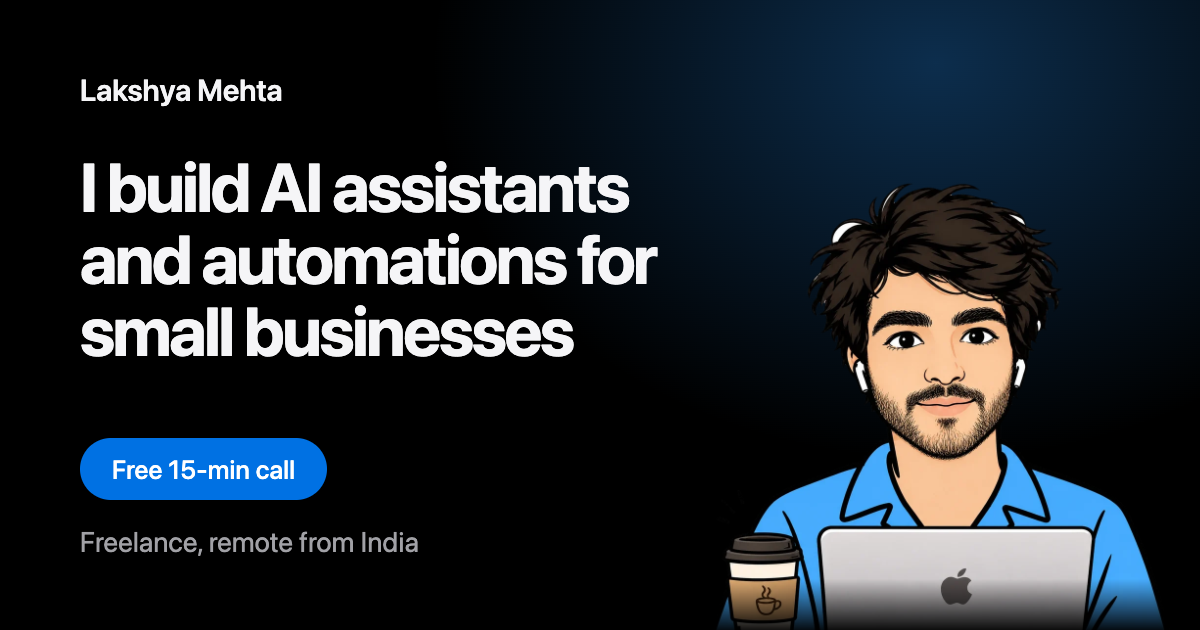 Lakshya Mehta
I build AI assistants
and automations for
small businesses
Free 15-min call
Freelance, remote from India